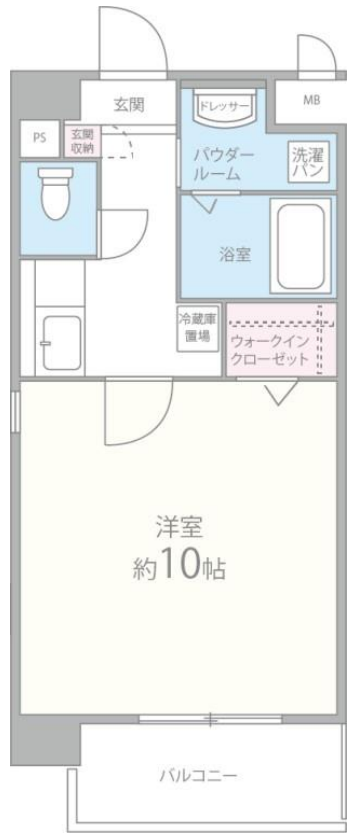 玄関
ドレッサー
MB
PS
玄関
収納
パウダー
ルーム
洗濯
パン
浴室
冷蔵庫
置場
ウォークイン
クローゼット
洋室
約10帖
バルコニー